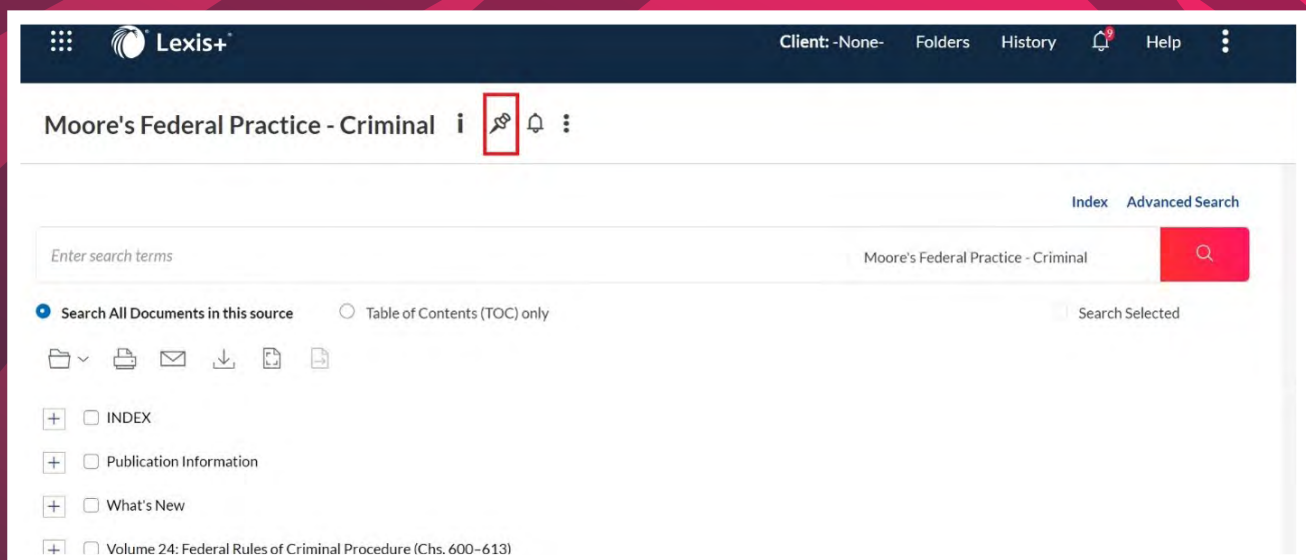 Lexis+
Client: -None- Folders History 9 Help
Moore's Federal Practice - Criminal i
Index Advanced Search
Enter search terms Moore's Federal Practice - Criminal
Search All Documents in this source Table of Contents (TOC) only Search Selected
INDEX
Publication Information
What's New
Volume 24: Federal Rules of Criminal Procedure (Chs. 600–613)